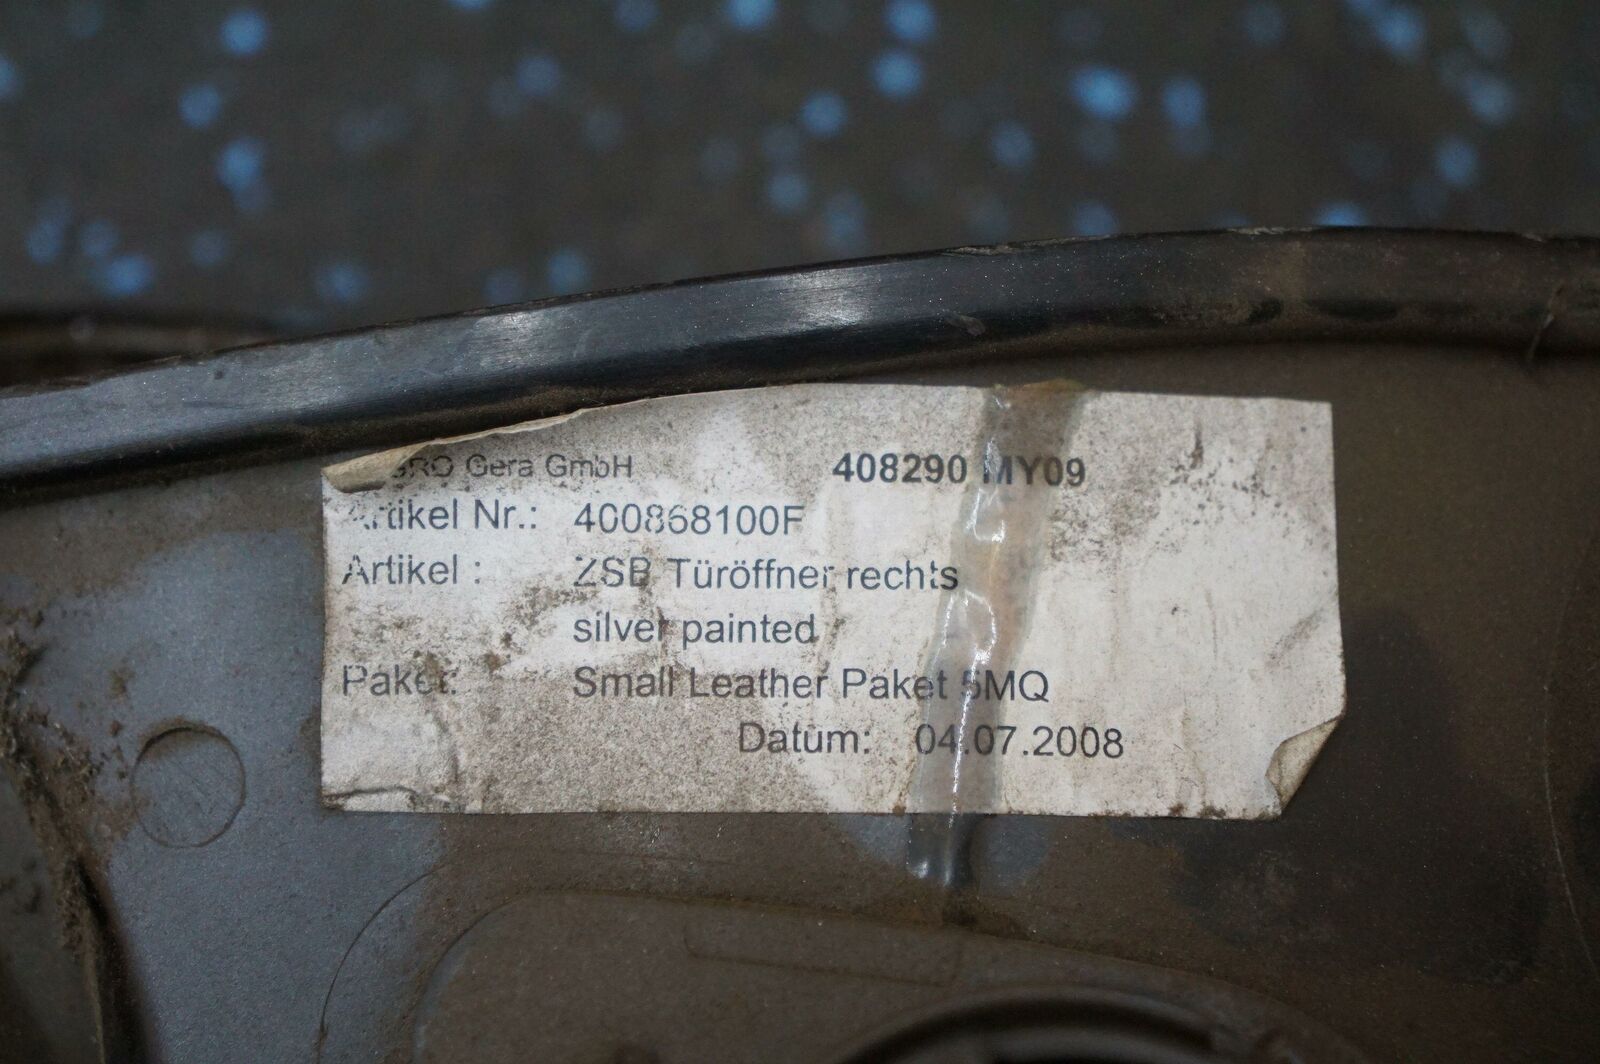 Gera GmbH 408290 MY09
Artikel Nr.: 400868100F
Artikel : ZSB Türöffner rechts
silver painted
Paket: Small Leather Paket 5MQ
Datum: 04.07.2008